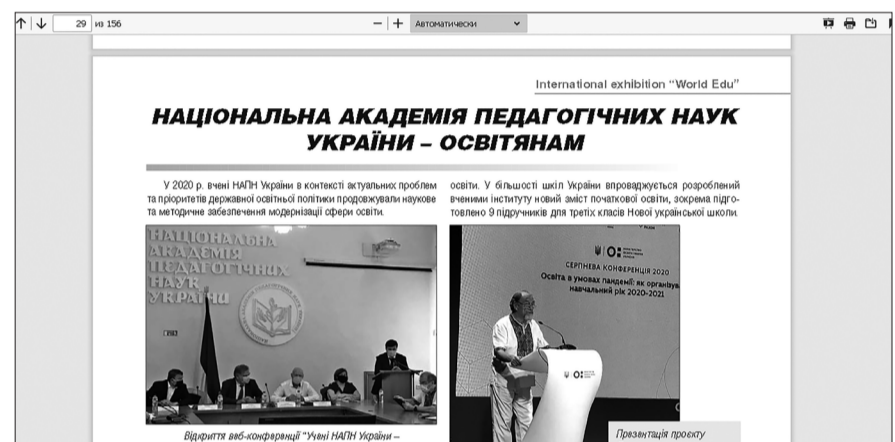 29 из 156
Автоматически
International exhibition “World Edu”
НАЦІОНАЛЬНА АКАДЕМІЯ ПЕДАГОГІЧНИХ НАУК
УКРАЇНИ – ОСВІТЯНАМ
У 2020 р. вчені НАПН України в контексті актуальних проблем
та пріоритетів державної освітньої політики продовжували наукове
та методичне забезпечення модернізації сфери освіти.
освіти. У більшості шкіл України впроваджується розроблений
вченими інституту новий зміст початкової освіти, зокрема підго-
товлено 9 підручників для третіх класів Нової української школи.
НАЦІОНАЛЬНА
АКАДЕМІЯ
ПЕДАГОГІЧНИХ
НАУК
УКРАЇНИ
СЕРПНЕВА КОНФЕРЕНЦІЯ 2020
Освіта в умовах пандемії: як організува
навчальний рік 2020-2021
Відкриття веб-конференції “Учені НАПН України –
Презентація проєкту